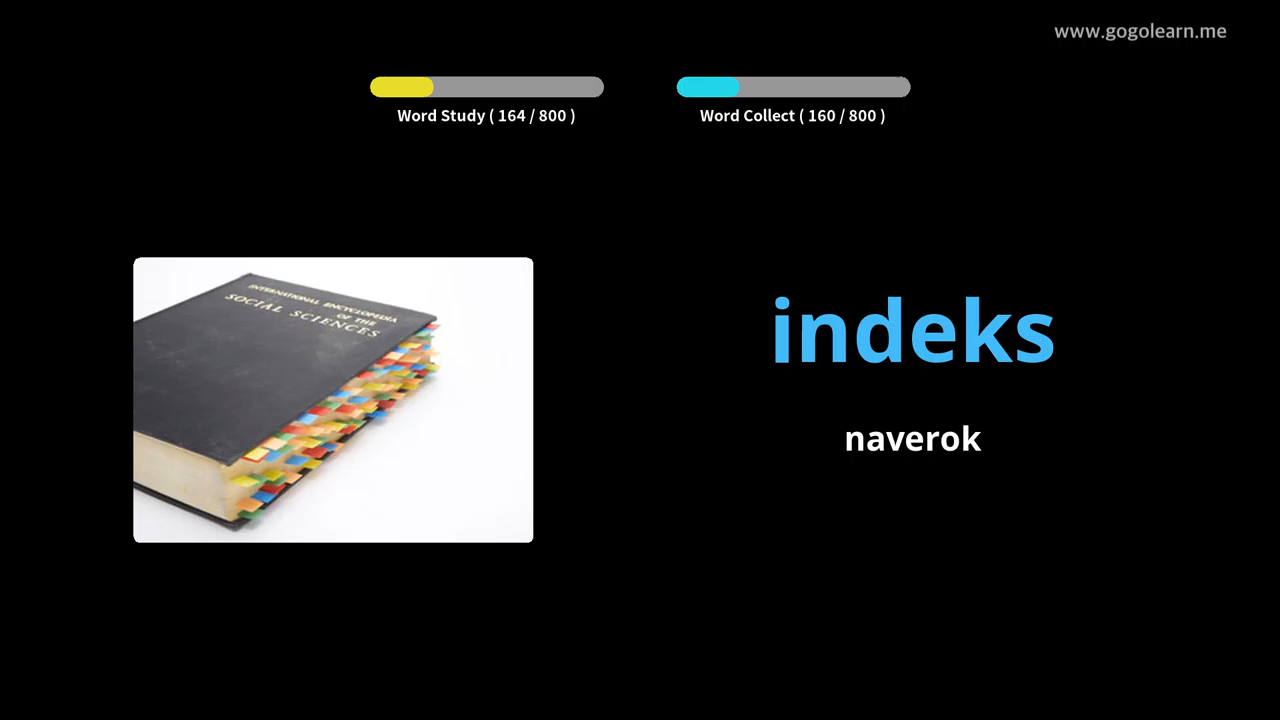 www.gogolearn.me
Word Study ( 164 / 800 )
Word Collect ( 160 / 800 )
INTERNATIONAL ENCYCLOPEDIA
OF THE
SOCIAL SCIENCES
indeks
naverok